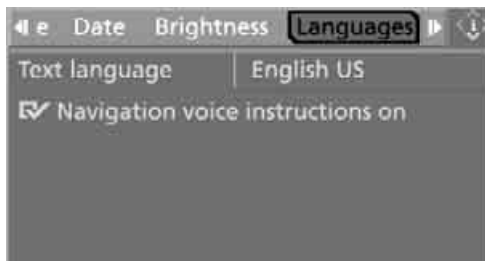 e Date Brightness Languages
Text language English US
Navigation voice instructions on